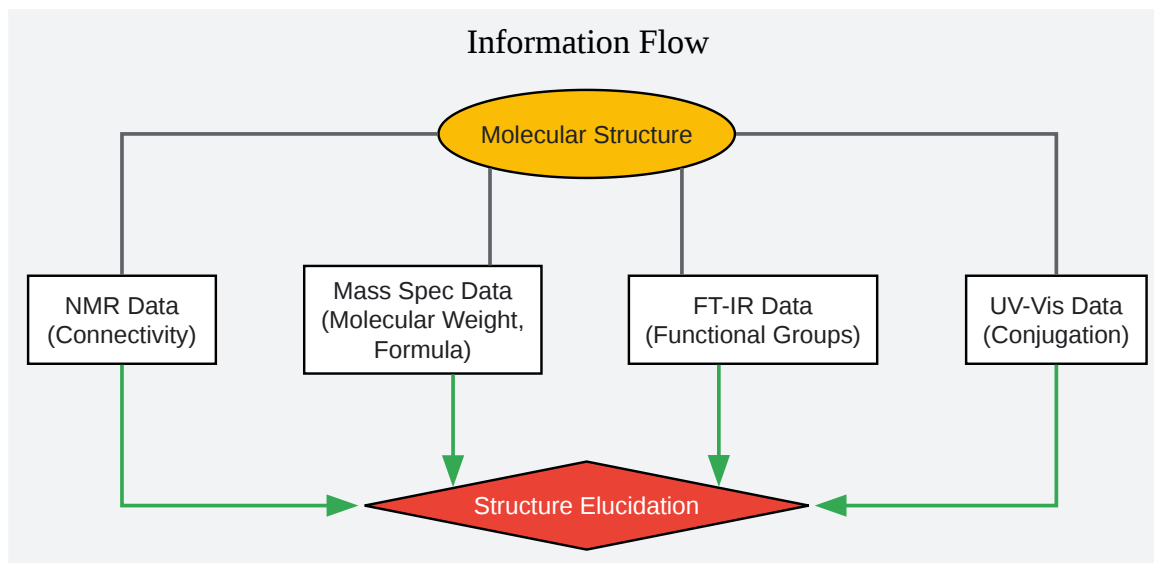 Information Flow
Molecular Structure
NMR Data
(Connectivity)
Mass Spec Data
(Molecular Weight,
Formula)
FT-IR Data
(Functional Groups)
UV-Vis Data
(Conjugation)
Structure Elucidation